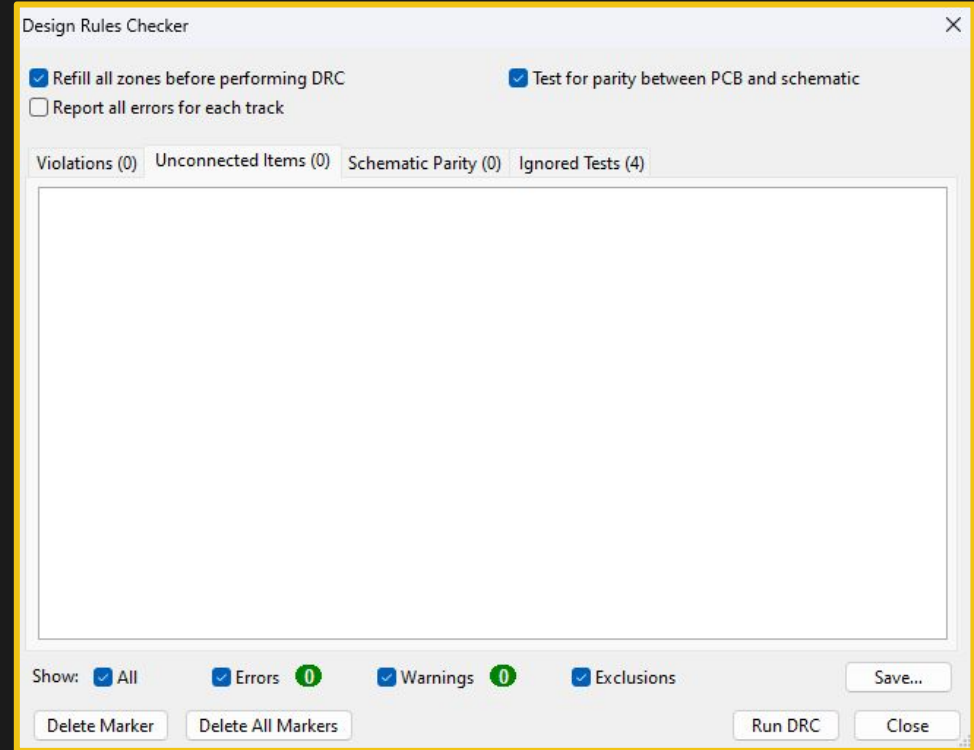 Design Rules Checker
Refill all zones before performing DRC
Test for parity between PCB and schematic
Report all errors for each track
Violations (0) Unconnected Items (0) Schematic Parity (0) Ignored Tests (4)
Show: All Errors 0 Warnings 0 Exclusions Save...
Delete Marker Delete All Markers Run DRC Close